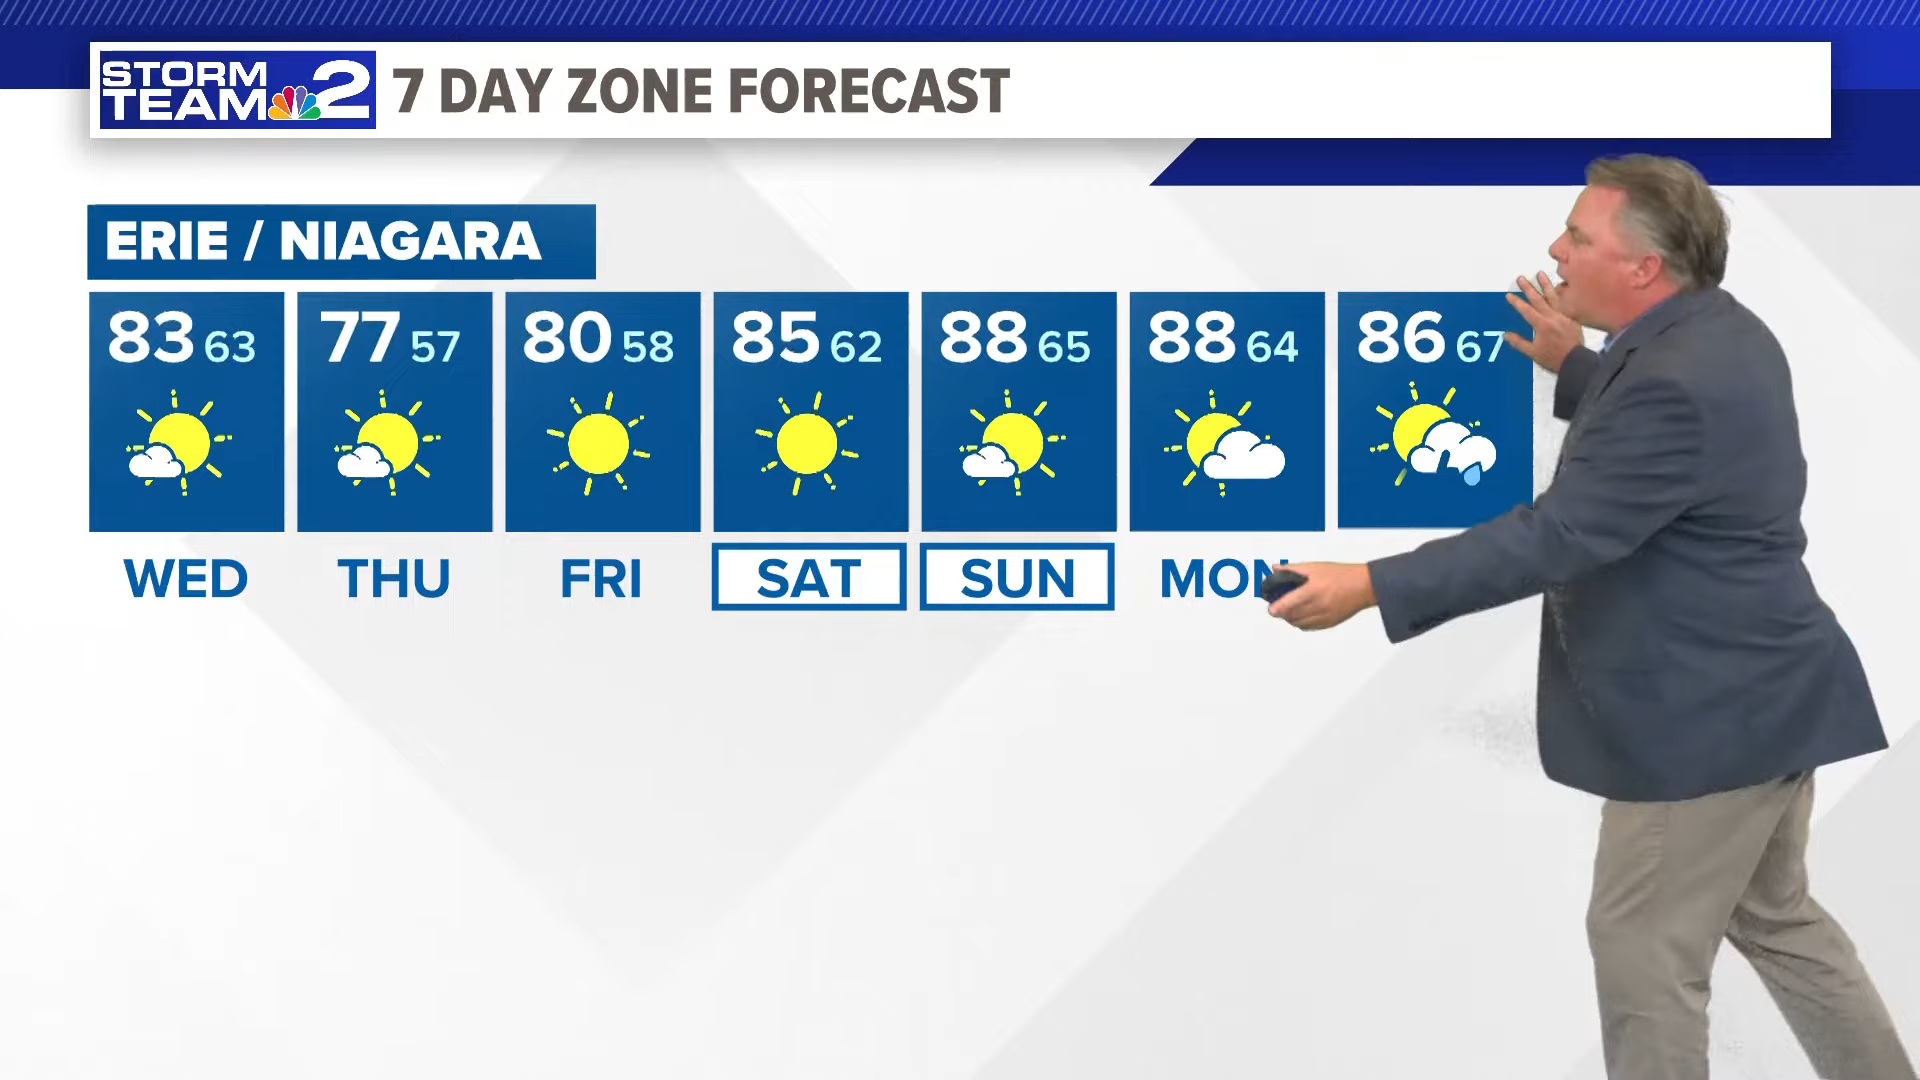 STORM
TEAM 2
7 DAY ZONE FORECAST
ERIE / NIAGARA
83 63 77 57 80 58 85 62 88 65 88 64 86 67
WED THU FRI SAT SUN MON